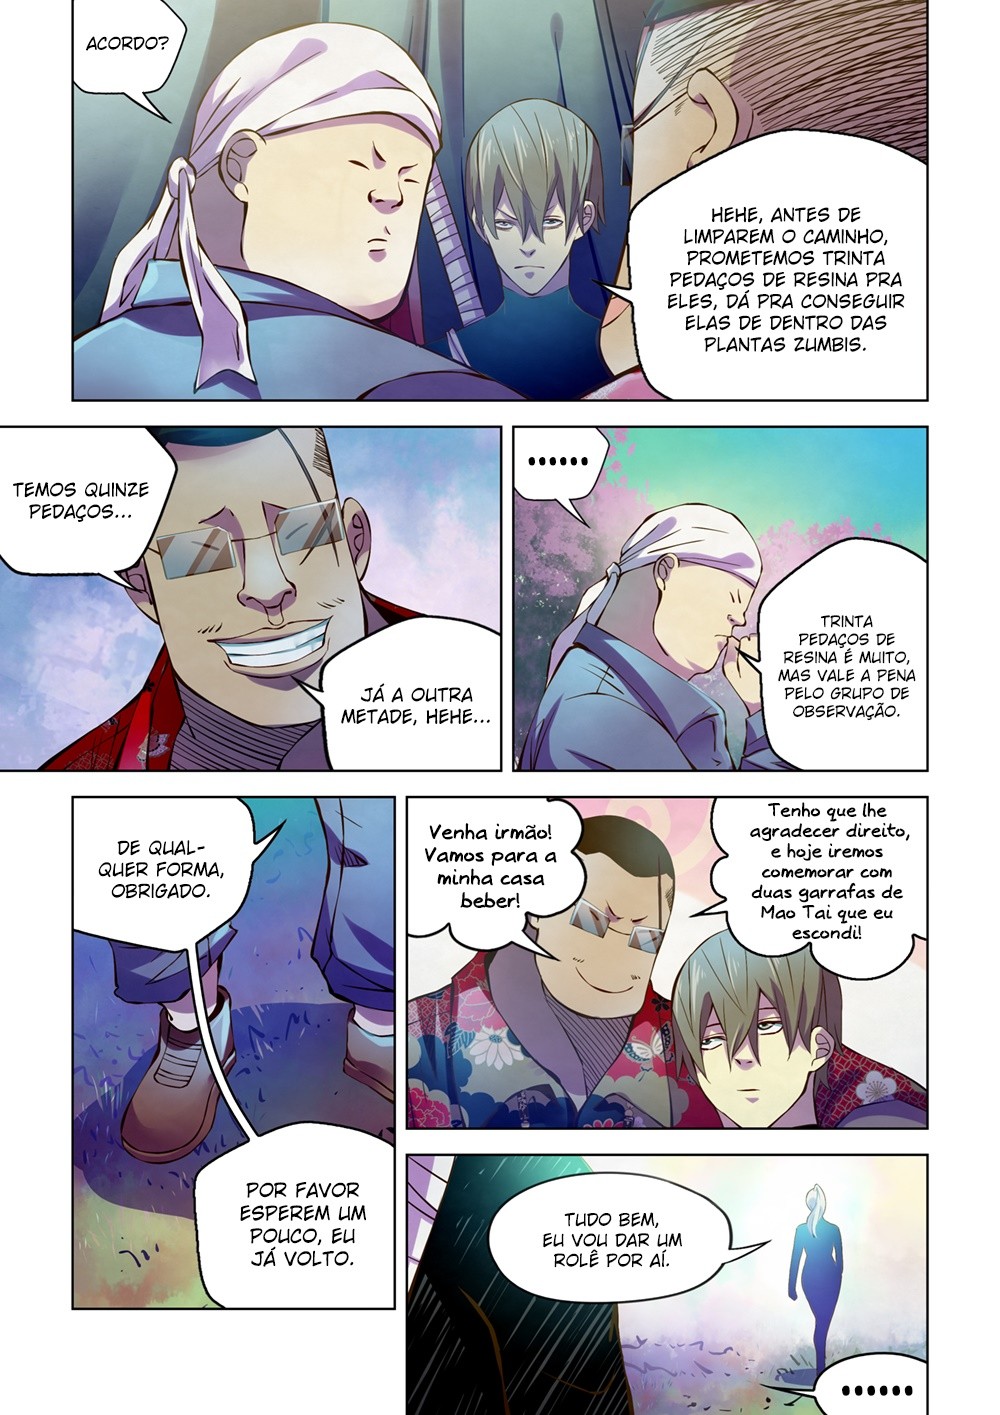 ACORDO?
HEHE, ANTES DE
LIMPAREM O CAMINHO,
PROMETEMOS TRINTA
PEDAÇOS DE RESINA PRA
ELES, DÁ PRA CONSEGUIR
ELAS DE DENTRO DAS
PLANTAS ZUMBIS.
TEMOS QUINZE
PEDAÇOS...
JÁ A OUTRA
METADE, HEHE...
......
TRINTA
PEDAÇOS DE
RESINA É MUITO,
MAS VALE A PENA
PELO GRUPO DE
OBSERVAÇÃO.
DE QUAL-
QUER FORMA,
OBRIGADO.
POR FAVOR
ESPEREM UM
POUCO, EU
JÁ VOLTO.
Venha irmão!
Vamos para a
minha casa
beber!
Tenho que lhe
agradecer direito,
e hoje iremos
comemorar com
duas garrafas de
Mao Tai que eu
escondi!
TUDO BEM,
EU VOU DAR UM
ROLÊ POR AÍ.
......